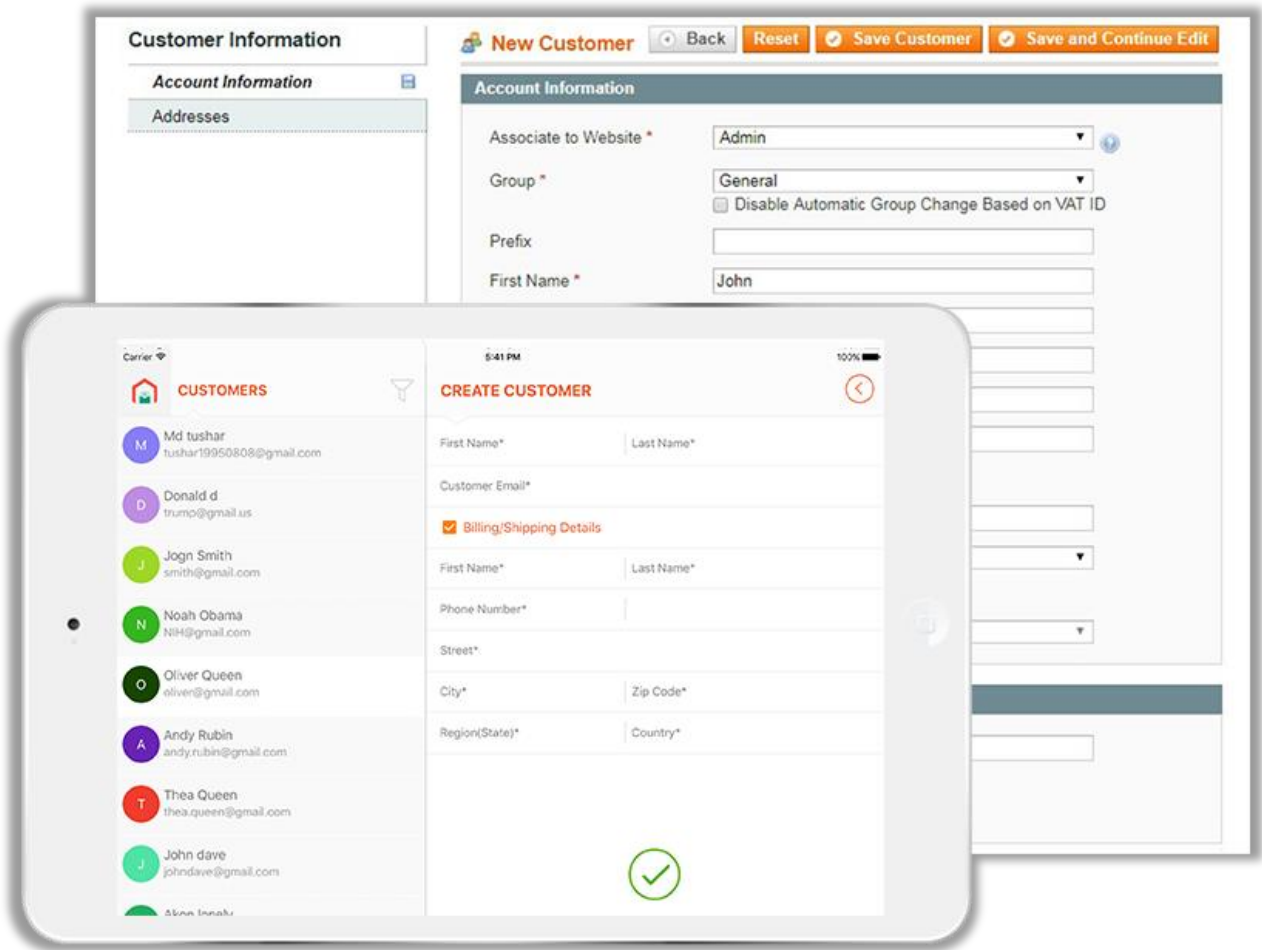 Customer Information
Account Information
Addresses
New Customer
Back
Reset
Save Customer
Save and Continue Edit
Account Information
Associate to Website *
Admin
Group *
General
Disable Automatic Group Change Based on VAT ID
Prefix
First Name *
John
Carrier
5:41 PM
100%
CUSTOMERS
M
Md tushar
tushar19950808@gmail.com
D
Donald d
trump@gmail.us
J
Jogn Smith
smith@gmail.com
N
Noah Obama
NIH@gmail.com
O
Oliver Queen
oliver@gmail.com
A
Andy Rubin
andy.rubin@gmail.com
T
Thea Queen
thea.queen@gmail.com
J
John dave
johndave@gmail.com
CREATE CUSTOMER
First Name*
Last Name*
Customer Email*
Billing/Shipping Details
First Name*
Last Name*
Phone Number*
Street*
City*
Zip Code*
Region(State)*
Country*